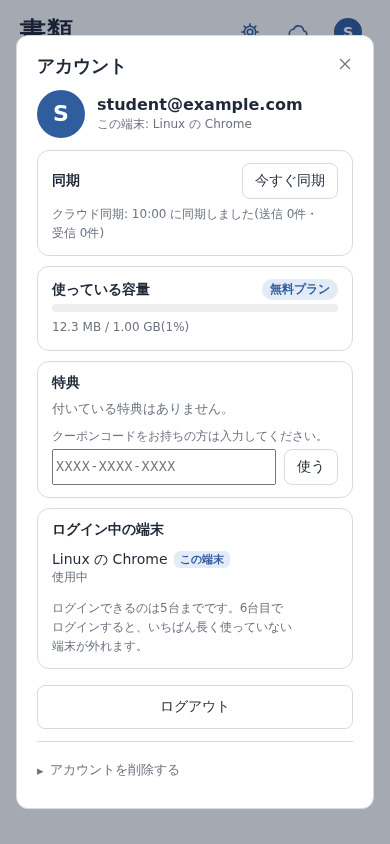 書類
S
アカウント
×
S
student@example.com
この端末: Linux の Chrome
同期
今すぐ同期
クラウド同期: 10:00 に同期しました(送信 0件・
受信 0件)
使っている容量
無料プラン
12.3 MB / 1.00 GB(1%)
特典
付いている特典はありません。
クーポンコードをお持ちの方は入力してください。
XXXX-XXXX-XXXX
使う
ログイン中の端末
Linux の Chrome
この端末
使用中
ログインできるのは5台までです。6台目で
ログインすると、いちばん長く使っていない
端末が外れます。
ログアウト
▸ アカウントを削除する